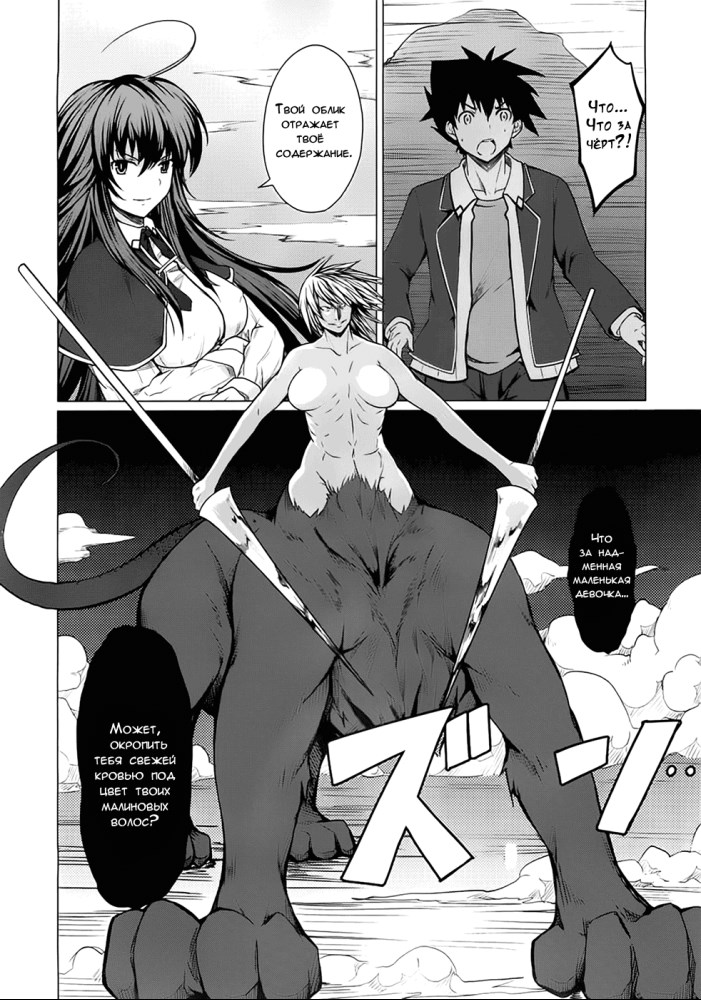 Что...
Что за
чёрт?!
Твой облик
отражает
твоё
содержание.
Что
за над-
менная
маленькая
девочка...
Может,
окропить
тебя свежей
кровью под
цвет твоих
малиновых
волос?
ズーン...